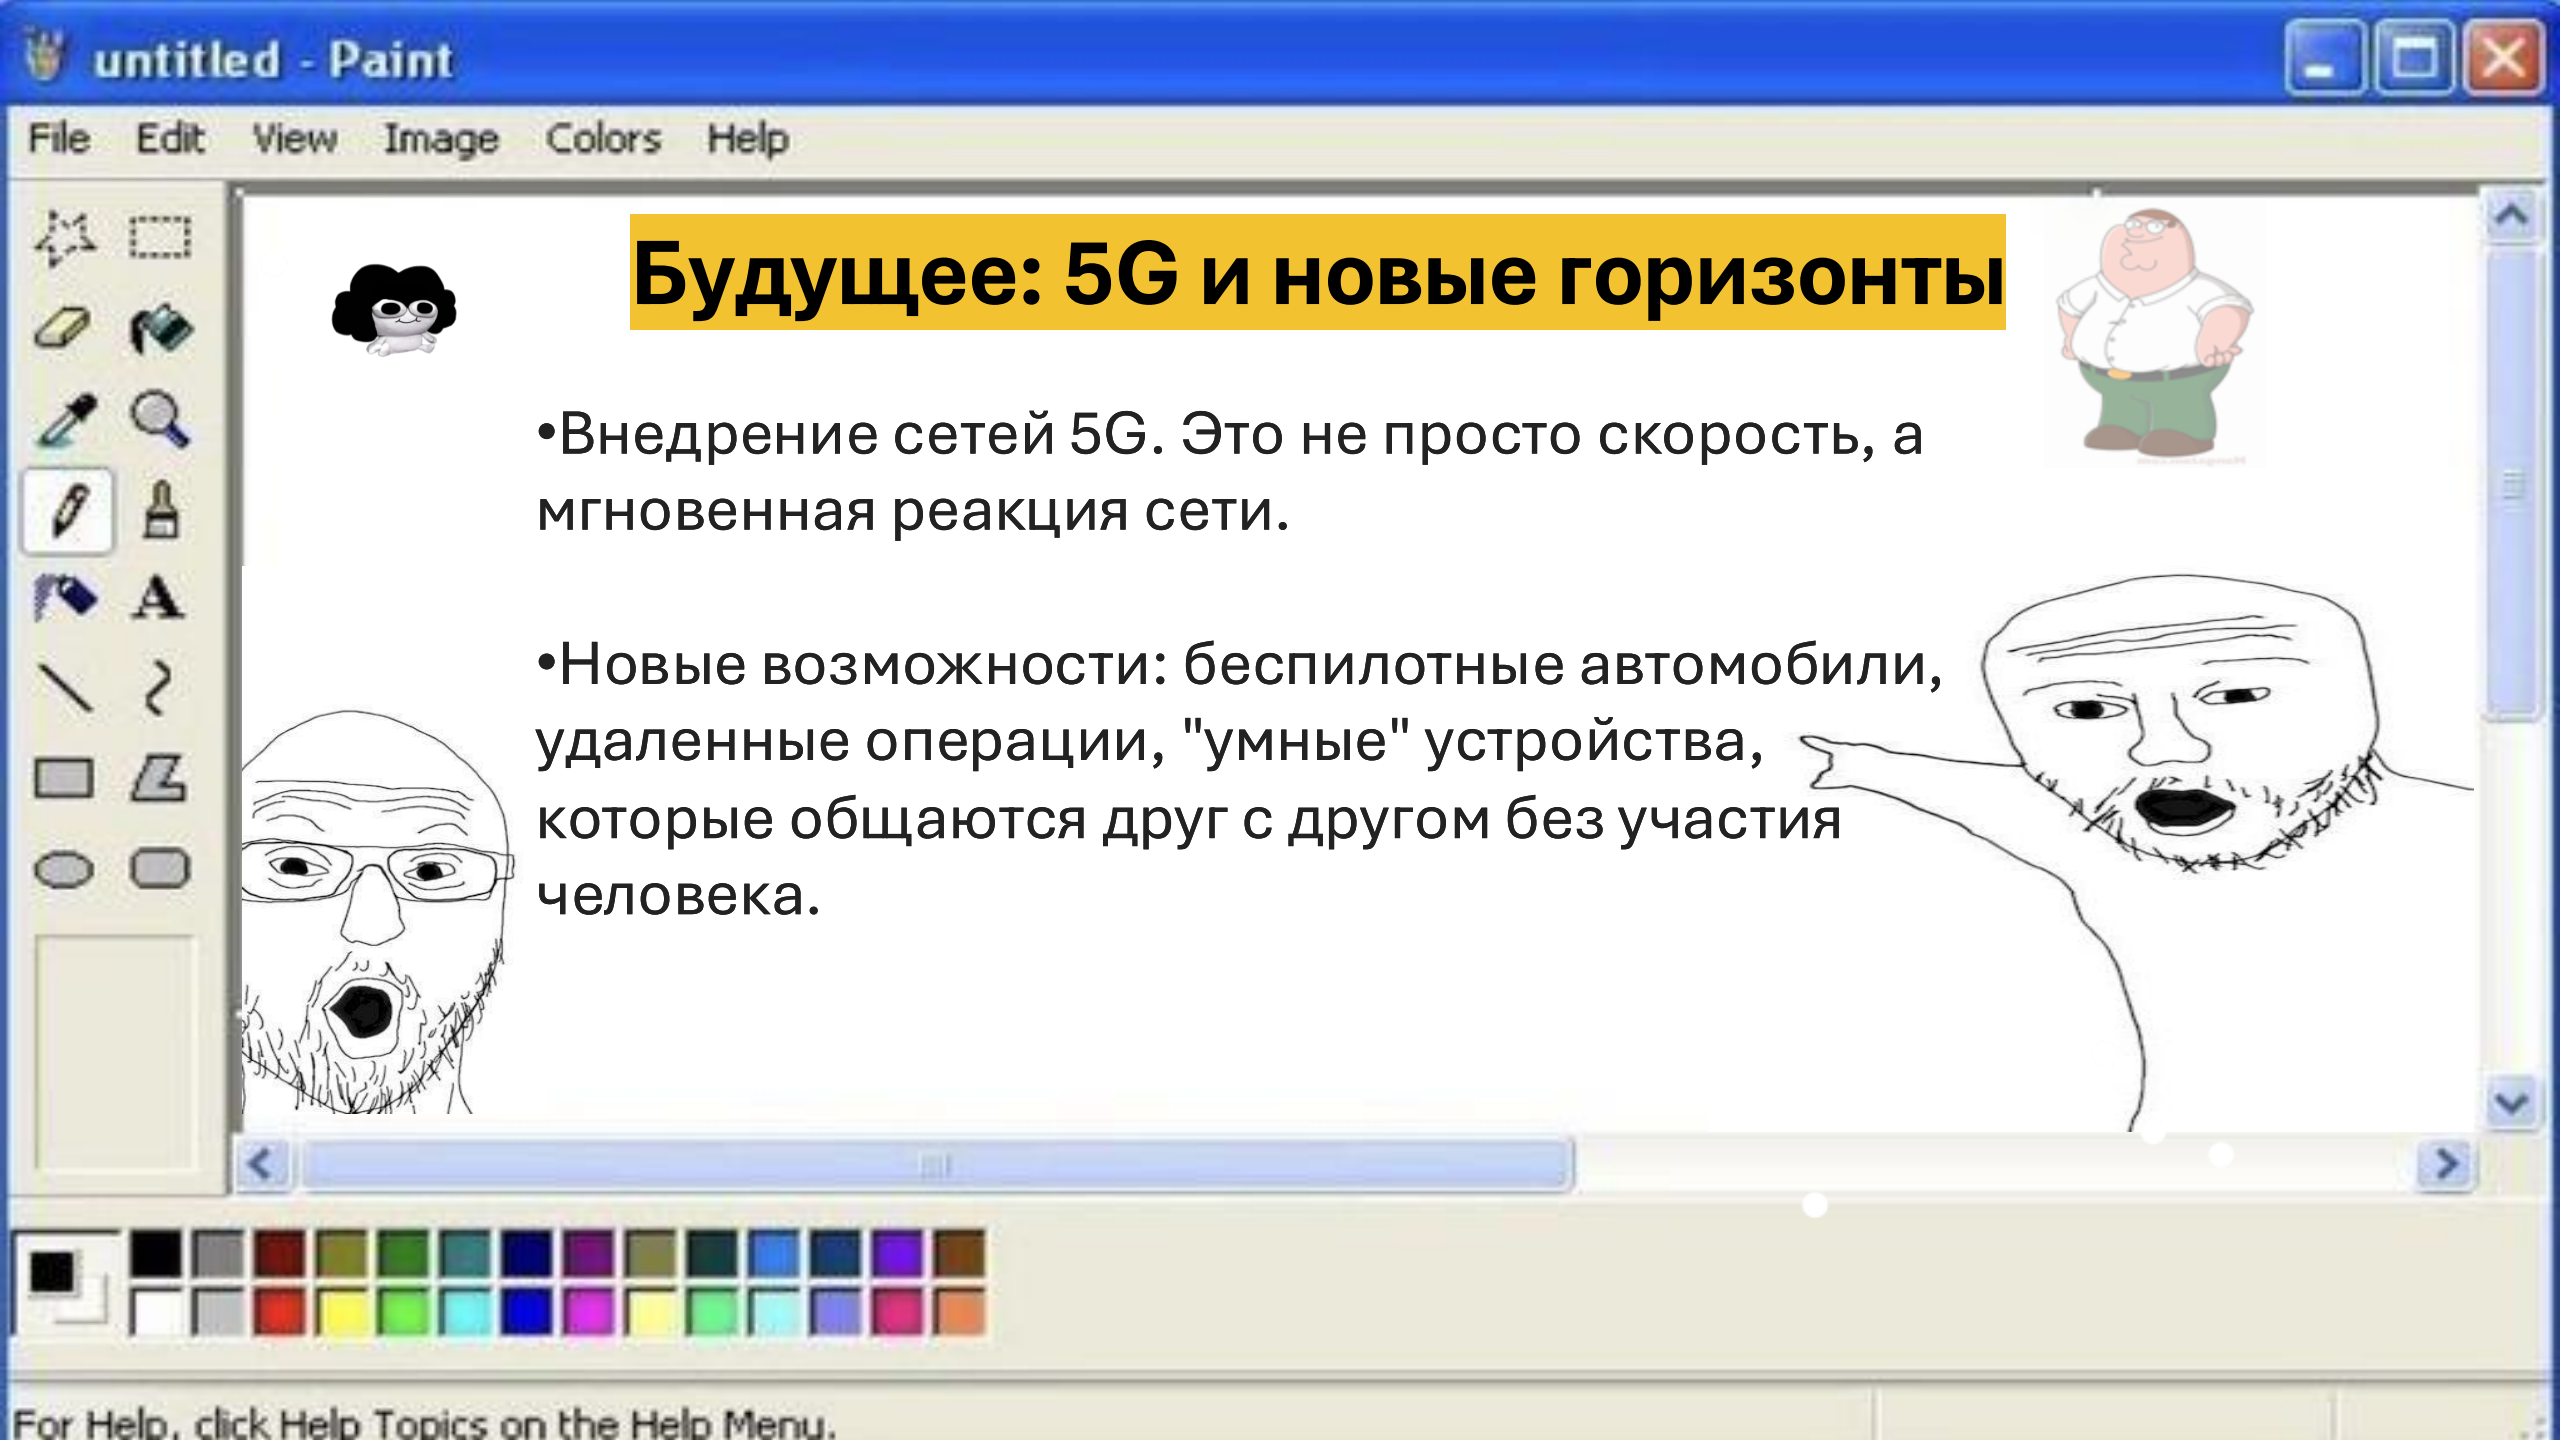 untitled - Paint
File Edit View Image Colors Help
Будущее: 5G и новые горизонты
•Внедрение сетей 5G. Это не просто скорость, а
мгновенная реакция сети.
•Новые возможности: беспилотные автомобили,
удаленные операции, "умные" устройства,
которые общаются друг с другом без участия
человека.
A
For Help, click Help Topics on the Help Menu.